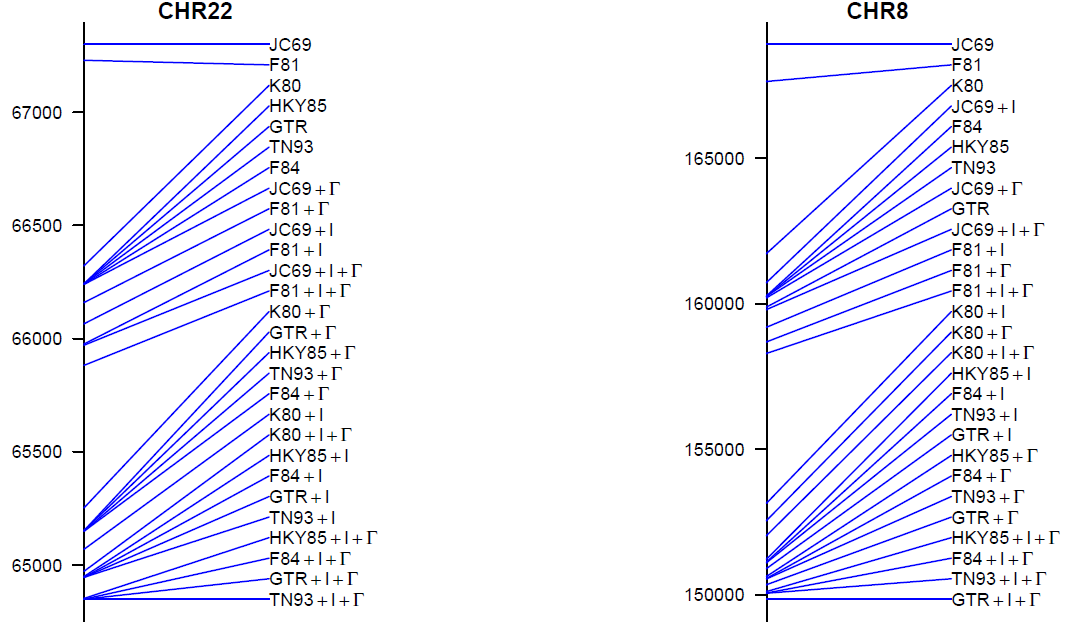 CHR22
JC69
F81
K80
HKY85
GTR
TN93
F84
JC69+Γ
F81+Γ
JC69+I
F81+I
JC69+I+Γ
F81+I+Γ
K80+Γ
GTR+Γ
HKY85+Γ
TN93+Γ
F84+Γ
K80+I
K80+I+Γ
HKY85+I
F84+I
GTR+I
TN93+I
HKY85+I+Γ
F84+I+Γ
GTR+I+Γ
TN93+I+Γ
67000
66500
66000
65500
65000
CHR8
JC69
F81
K80
JC69+I
F84
HKY85
TN93
JC69+Γ
GTR
JC69+I+Γ
F81+I
F81+Γ
F81+I+Γ
K80+I
K80+Γ
K80+I+Γ
HKY85+I
F84+I
TN93+I
GTR+I
HKY85+Γ
F84+Γ
TN93+Γ
GTR+Γ
HKY85+I+Γ
F84+I+Γ
TN93+I+Γ
GTR+I+Γ
165000
160000
155000
150000